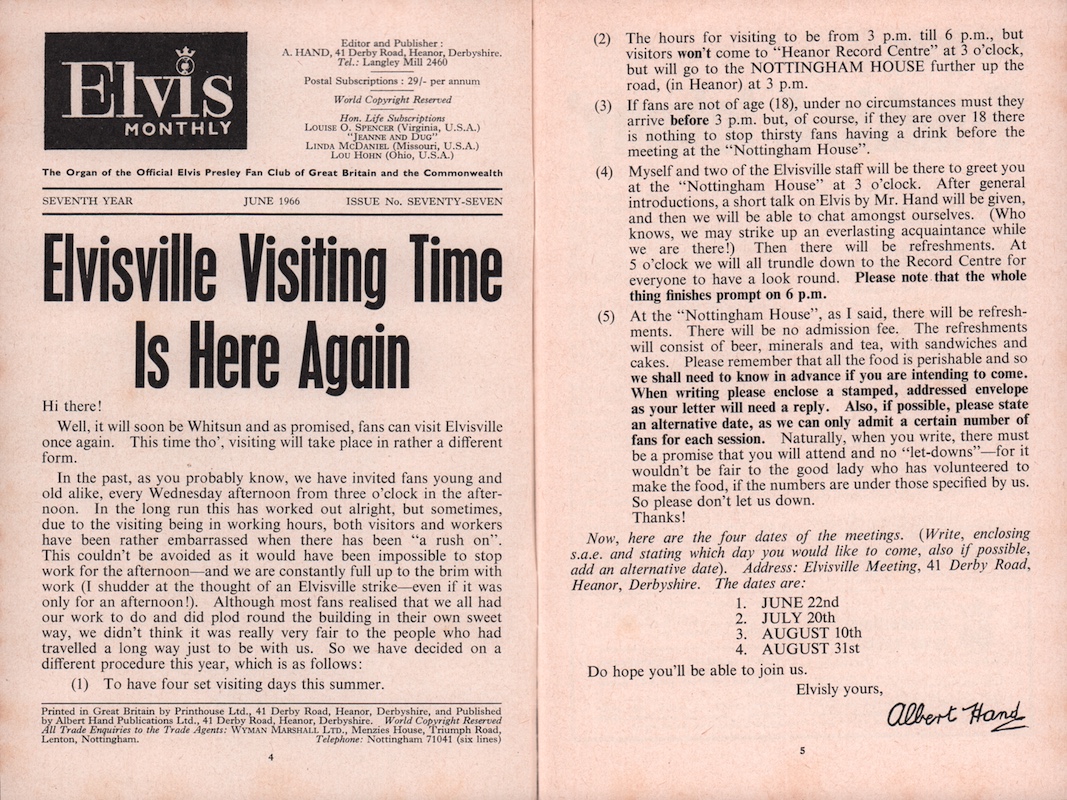 Elvis
MONTHLY
Editor and Publisher :
A. HAND, 41 Derby Road, Heanor, Derbyshire.
Tel.: Langley Mill 2460
Postal Subscriptions : 29/- per annum
World Copyright Reserved
Hon. Life Subscriptions
LOUISE O. SPENCER (Virginia, U.S.A.)
"JEANNE AND DUG"
LINDA MCDANIEL (Missouri, U.S.A.)
LOU HOHN (Ohio, U.S.A.)
The Organ of the Official Elvis Presley Fan Club of Great Britain and the Commonwealth
SEVENTH YEAR JUNE 1966 ISSUE No. SEVENTY-SEVEN
Elvisville Visiting Time
Is Here Again
Hi there!
Well, it will soon be Whitsun and as promised, fans can visit Elvisville
once again. This time tho', visiting will take place in rather a different
form.
In the past, as you probably know, we have invited fans young and
old alike, every Wednesday afternoon from three o'clock in the after-
noon. In the long run this has worked out alright, but sometimes,
due to the visiting being in working hours, both visitors and workers
have been rather embarrassed when there has been "a rush on".
This couldn't be avoided as it would have been impossible to stop
work for the afternoon—and we are constantly full up to the brim with
work (I shudder at the thought of an Elvisville strike—even if it was
only for an afternoon!). Although most fans realised that we all had
our work to do and did plod round the building in their own sweet
way, we didn't think it was really very fair to the people who had
travelled a long way just to be with us. So we have decided on a
different procedure this year, which is as follows:
(1) To have four set visiting days this summer.
Printed in Great Britain by Printhouse Ltd., 41 Derby Road, Heanor, Derbyshire, and Published
by Albert Hand Publications Ltd., 41 Derby Road, Heanor, Derbyshire. World Copyright Reserved
All Trade Enquiries to the Trade Agents: WYMAN MARSHALL LTD., Menzies House, Triumph Road,
Lenton, Nottingham. Telephone: Nottingham 71041 (six lines)
4
(2) The hours for visiting to be from 3 p.m. till 6 p.m., but
visitors won't come to "Heanor Record Centre" at 3 o'clock,
but will go to the NOTTINGHAM HOUSE further up the
road, (in Heanor) at 3 p.m.
(3) If fans are not of age (18), under no circumstances must they
arrive before 3 p.m. but, of course, if they are over 18 there
is nothing to stop thirsty fans having a drink before the
meeting at the "Nottingham House".
(4) Myself and two of the Elvisville staff will be there to greet you
at the "Nottingham House" at 3 o'clock. After general
introductions, a short talk on Elvis by Mr. Hand will be given,
and then we will be able to chat amongst ourselves. (Who
knows, we may strike up an everlasting acquaintance while
we are there!) Then there will be refreshments. At
5 o'clock we will all trundle down to the Record Centre for
everyone to have a look round. Please note that the whole
thing finishes prompt on 6 p.m.
(5) At the "Nottingham House", as I said, there will be refresh-
ments. There will be no admission fee. The refreshments
will consist of beer, minerals and tea, with sandwiches and
cakes. Please remember that all the food is perishable and so
we shall need to know in advance if you are intending to come.
When writing please enclose a stamped, addressed envelope
as your letter will need a reply. Also, if possible, please state
an alternative date, as we can only admit a certain number of
fans for each session. Naturally, when you write, there must
be a promise that you will attend and no "let-downs"—for it
wouldn't be fair to the good lady who has volunteered to
make the food, if the numbers are under those specified by us.
So please don't let us down.
Thanks!
Now, here are the four dates of the meetings. (Write, enclosing
s.a.e. and stating which day you would like to come, also if possible,
add an alternative date). Address: Elvisville Meeting, 41 Derby Road,
Heanor, Derbyshire. The dates are:
1. JUNE 22nd
2. JULY 20th
3. AUGUST 10th
4. AUGUST 31st
Do hope you'll be able to join us.
Elvisly yours,
Albert Hand
5